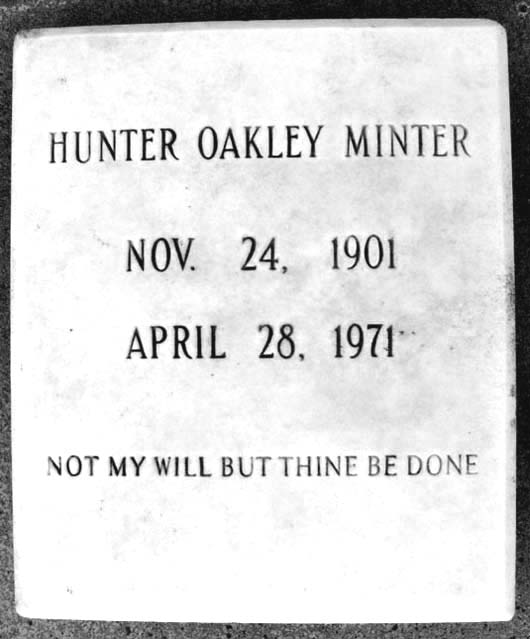 HUNTER OAKLEY MINTER
NOV. 24, 1901
APRIL 28, 1971
NOT MY WILL BUT THINE BE DONE